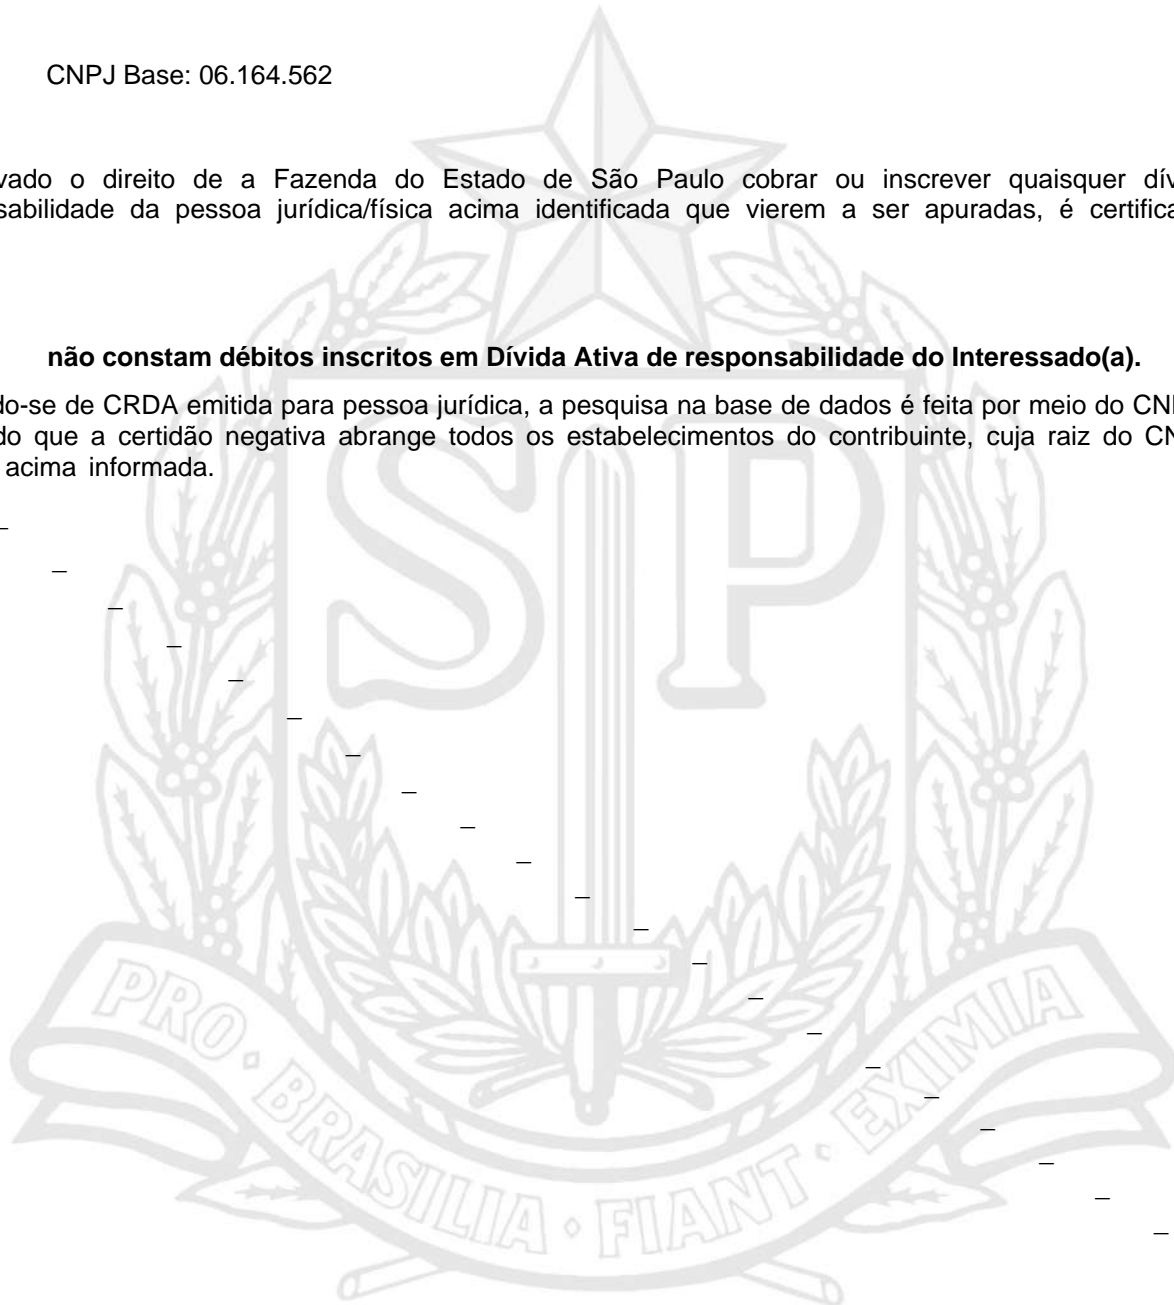 CNPJ Base: 06.164.562
vado o direito de a Fazenda do Estado de São Paulo cobrar ou inscrever quaisquer dív
sabilidade da pessoa jurídica/física acima identificada que vierem a ser apuradas, é certifica
não constam débitos inscritos em Dívida Ativa de responsabilidade do Interessado(a).
do-se de CRDA emitida para pessoa jurídica, a pesquisa na base de dados é feita por meio do CN
do que a certidão negativa abrange todos os estabelecimentos do contribuinte, cuja raiz do CN
acima informada.
SP
PRO • BRASILIA • FIANT • EXIMIA